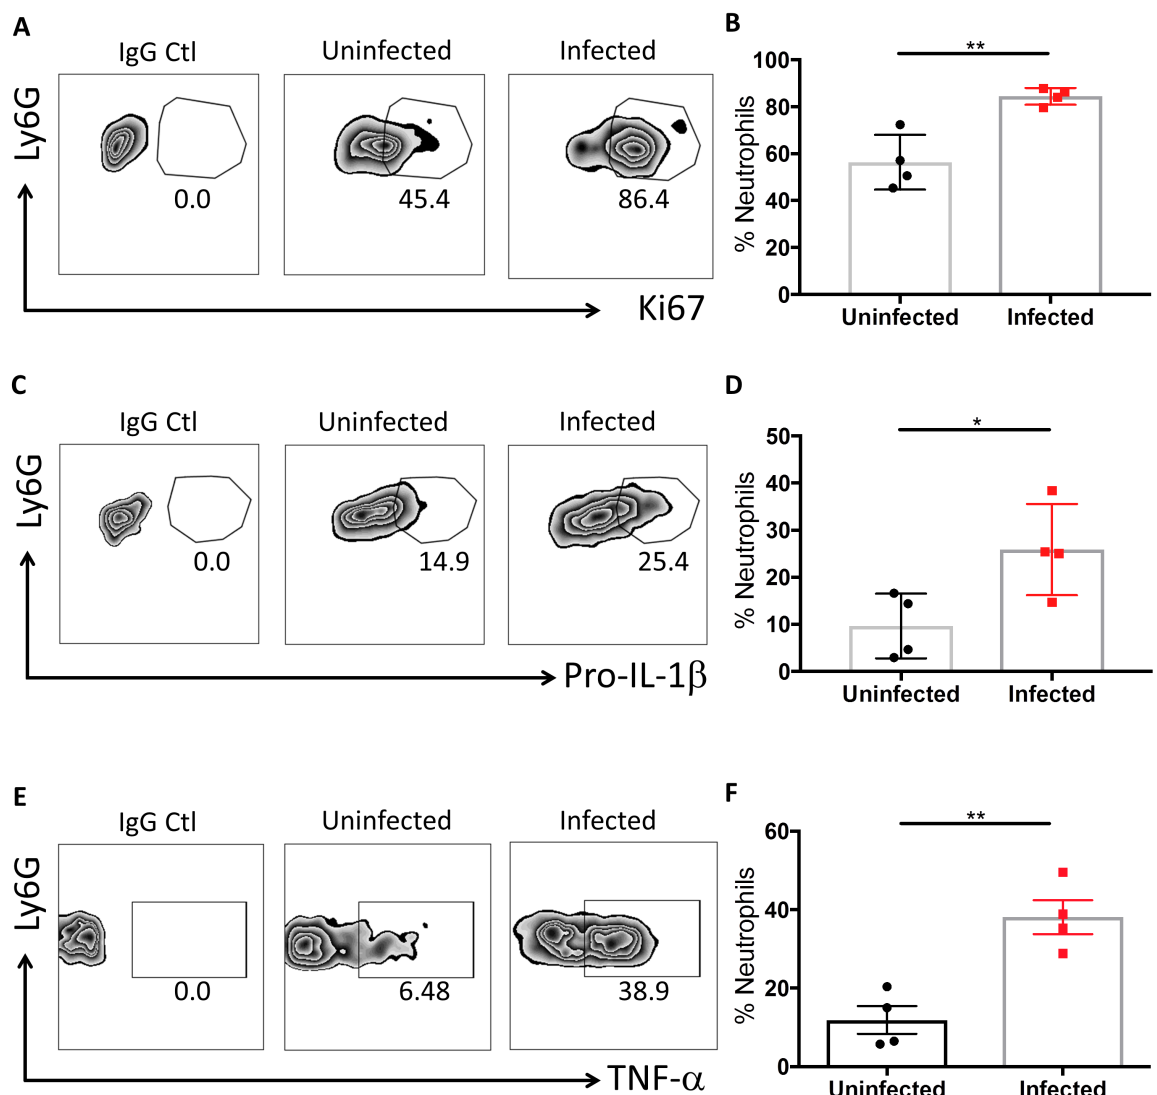 A
IgG Ctl
Uninfected
Infected
Ly6G
0.0
45.4
86.4
Ki67
B
**
100
80
60
40
20
0
% Neutrophils
Uninfected
Infected
C
IgG Ctl
Uninfected
Infected
Ly6G
0.0
14.9
25.4
Pro-IL-1β
D
*
50
40
30
20
10
0
% Neutrophils
Uninfected
Infected
E
IgG Ctl
Uninfected
Infected
Ly6G
0.0
6.48
38.9
TNF-α
F
**
60
40
20
0
% Neutrophils
Uninfected
Infected